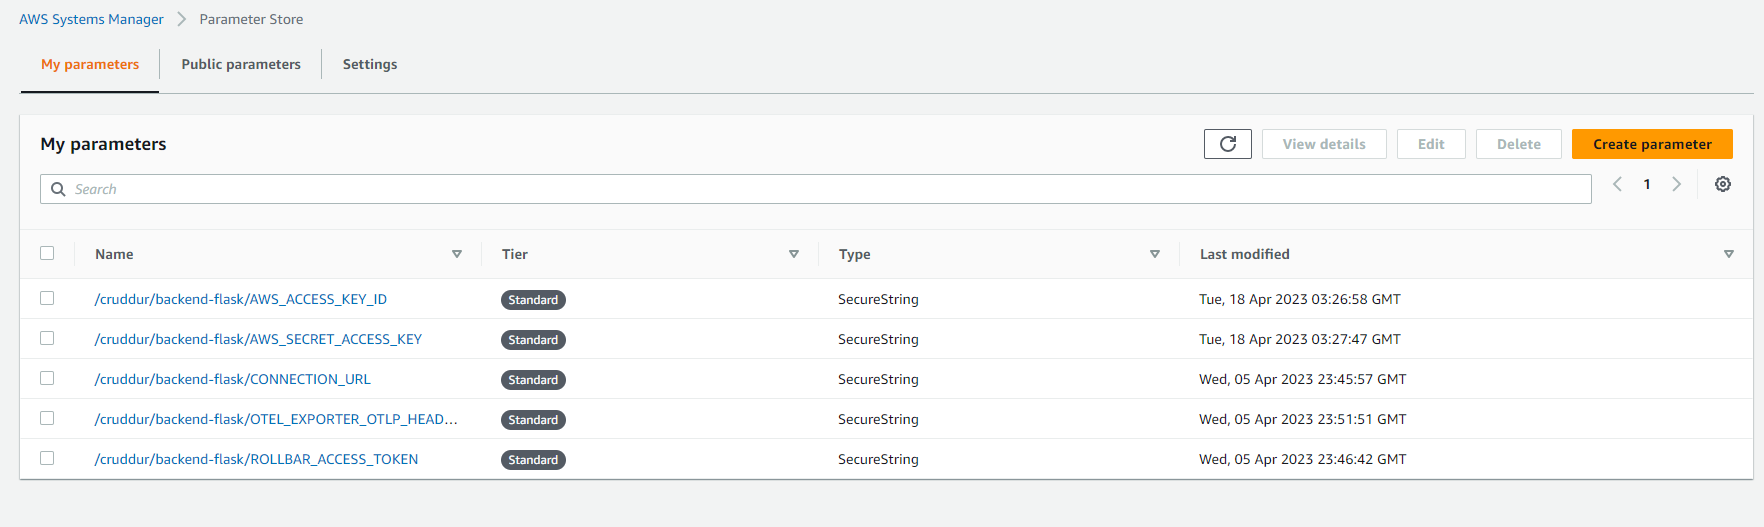 AWS Systems Manager > Parameter Store
My parameters Public parameters Settings
My parameters View details Edit Delete Create parameter
Search 1
Name Tier Type Last modified
/cruddur/backend-flask/AWS_ACCESS_KEY_ID Standard SecureString Tue, 18 Apr 2023 03:26:58 GMT
/cruddur/backend-flask/AWS_SECRET_ACCESS_KEY Standard SecureString Tue, 18 Apr 2023 03:27:47 GMT
/cruddur/backend-flask/CONNECTION_URL Standard SecureString Wed, 05 Apr 2023 23:45:57 GMT
/cruddur/backend-flask/OTEL_EXPORTER_OTLP_HEAD... Standard SecureString Wed, 05 Apr 2023 23:51:51 GMT
/cruddur/backend-flask/ROLLBAR_ACCESS_TOKEN Standard SecureString Wed, 05 Apr 2023 23:46:42 GMT